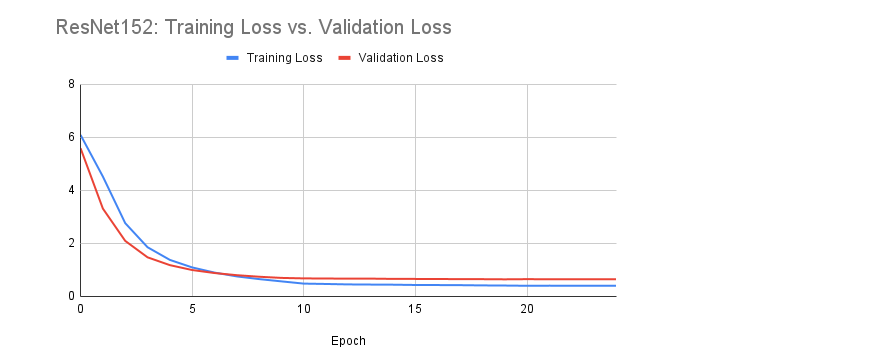 ResNet152: Training Loss vs. Validation Loss
Training Loss Validation Loss
8
6
4
2
0
0 5 10 15 20
Epoch